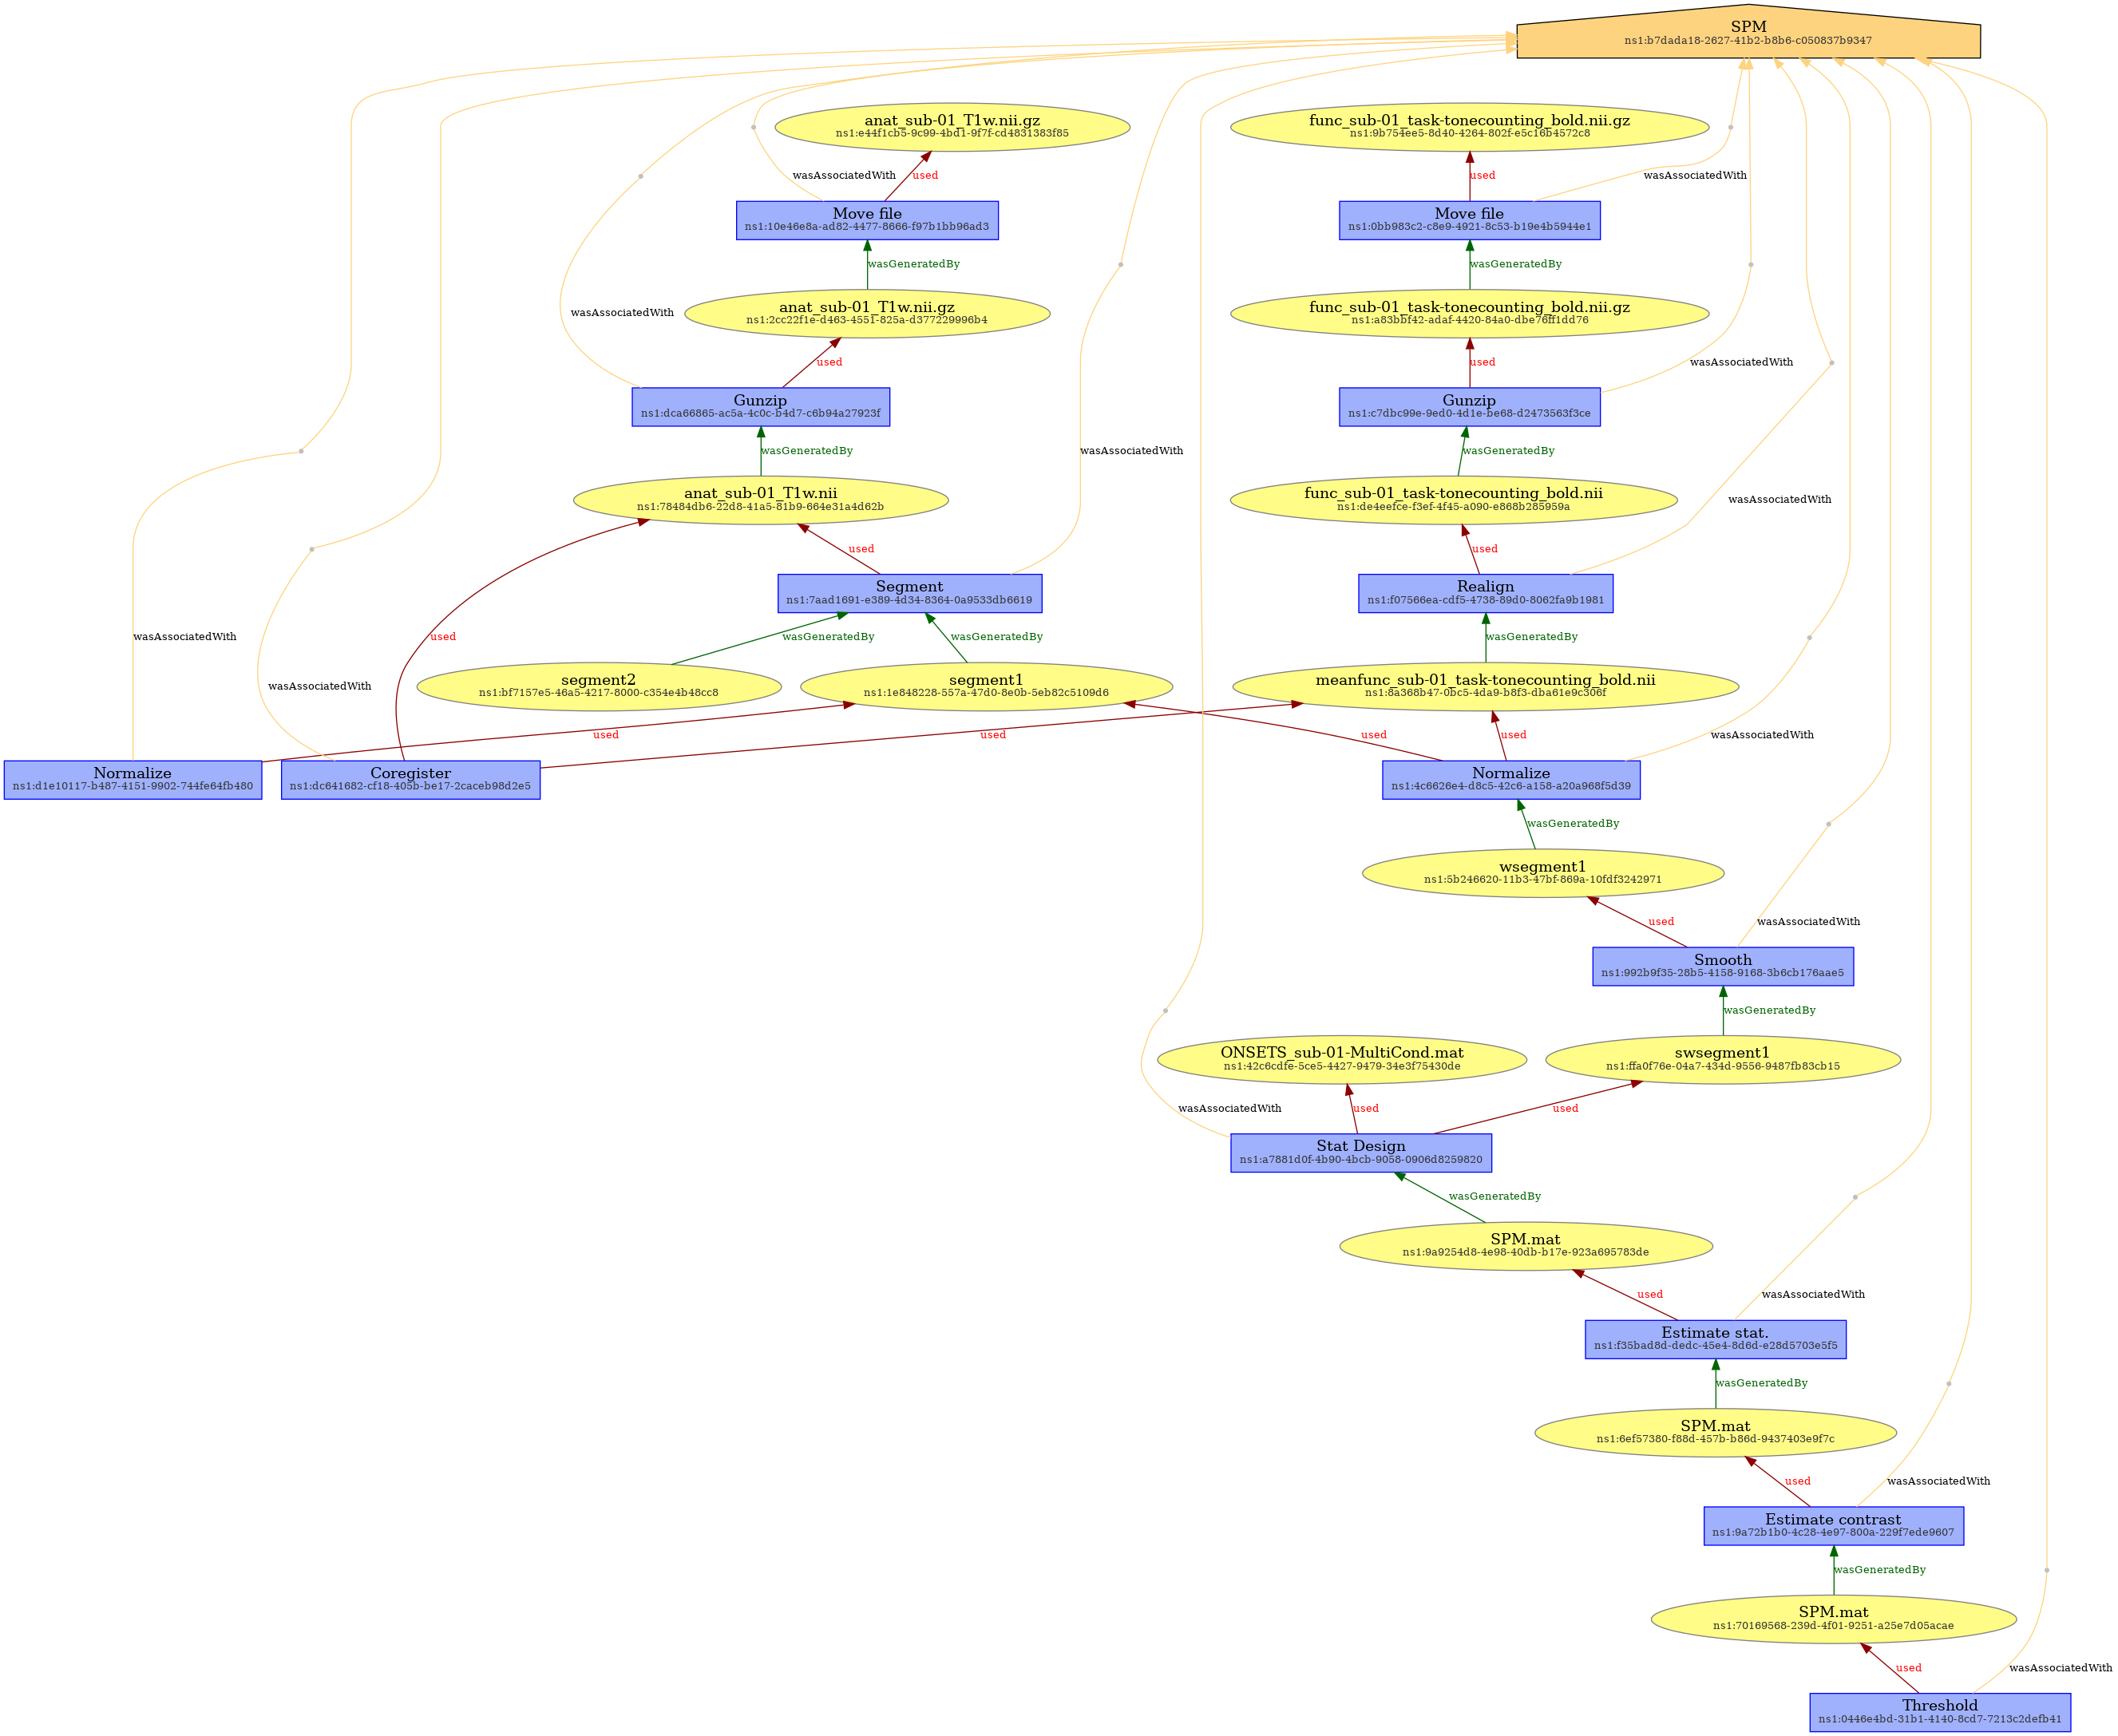 SPM
ns1:b7dada18-2627-41b2-b8b6-c050837b9347
anat_sub-01_T1w.nii.gz
ns1:e44f1cb5-9c99-4bd1-9f7f-cd4831383f85
func_sub-01_task-tonecounting_bold.nii.gz
ns1:9b754ee5-8d40-4264-802f-e5c16b4572c8
wasAssociatedWith
used
used
wasAssociatedWith
Move file
ns1:10e46e8a-ad82-4477-8666-f97b1bb96ad3
Move file
ns1:0bb983c2-c8e9-4921-8c53-b19e4b5944e1
wasGeneratedBy
wasGeneratedBy
wasAssociatedWith
anat_sub-01_T1w.nii.gz
ns1:2cc22f1e-d463-4551-825a-d377229996b4
func_sub-01_task-tonecounting_bold.nii.gz
ns1:a83bbf42-adaf-4420-84a0-dbe76ff1dd76
used
used
wasAssociatedWith
Gunzip
ns1:dca66865-ac5a-4c0c-b4d7-c6b94a27923f
Gunzip
ns1:c7dbc99e-9ed0-4d1e-be68-d2473563f3ce
wasGeneratedBy
wasAssociatedWith
wasGeneratedBy
anat_sub-01_T1w.nii
ns1:78484db6-22d8-41a5-81b9-664e31a4d62b
func_sub-01_task-tonecounting_bold.nii
ns1:de4eefce-f3ef-4f45-a090-e868b285959a
wasAssociatedWith
used
used
Segment
ns1:7aad1691-e389-4d34-8364-0a9533db6619
Realign
ns1:f07566ea-cdf5-4738-89d0-8062fa9b1981
wasAssociatedWith
used
wasGeneratedBy
wasGeneratedBy
wasGeneratedBy
wasAssociatedWith
segment2
ns1:bf7157e5-46a5-4217-8000-c354e4b48cc8
segment1
ns1:1e848228-557a-47d0-8e0b-5eb82c5109d6
meanfunc_sub-01_task-tonecounting_bold.nii
ns1:8a368b47-0bc5-4da9-b8f3-dba61e9c306f
used
used
used
used
wasAssociatedWith
Normalize
ns1:d1e10117-b487-4151-9902-744fe64fb480
Coregister
ns1:dc641682-cf18-405b-be17-2caceb98d2e5
Normalize
ns1:4c6626e4-d8c5-42c6-a158-a20a968f5d39
wasGeneratedBy
wsegment1
ns1:5b246620-11b3-47bf-869a-10fdf3242971
used
wasAssociatedWith
Smooth
ns1:992b9f35-28b5-4158-9168-3b6cb176aae5
wasGeneratedBy
ONSETS_sub-01-MultiCond.mat
ns1:42c6cdfe-5ce5-4427-9479-34e3f75430de
swsegment1
ns1:ffa0f76e-04a7-434d-9556-9487fb83cb15
wasAssociatedWith
used
used
Stat Design
ns1:a7881d0f-4b90-4bcb-9058-0906d8259820
wasGeneratedBy
SPM.mat
ns1:9a9254d8-4e98-40db-b17e-923a695783de
used
wasAssociatedWith
Estimate stat.
ns1:f35bad8d-dedc-45e4-8d6d-e28d5703e5f5
wasGeneratedBy
SPM.mat
ns1:6ef57380-f88d-457b-b86d-9437403e9f7c
used
wasAssociatedWith
Estimate contrast
ns1:9a72b1b0-4c28-4e97-800a-229f7ede9607
wasGeneratedBy
SPM.mat
ns1:70169568-239d-4f01-9251-a25e7d05acae
used
wasAssociatedWith
Threshold
ns1:0446e4bd-31b1-4140-8cd7-7213c2defb41